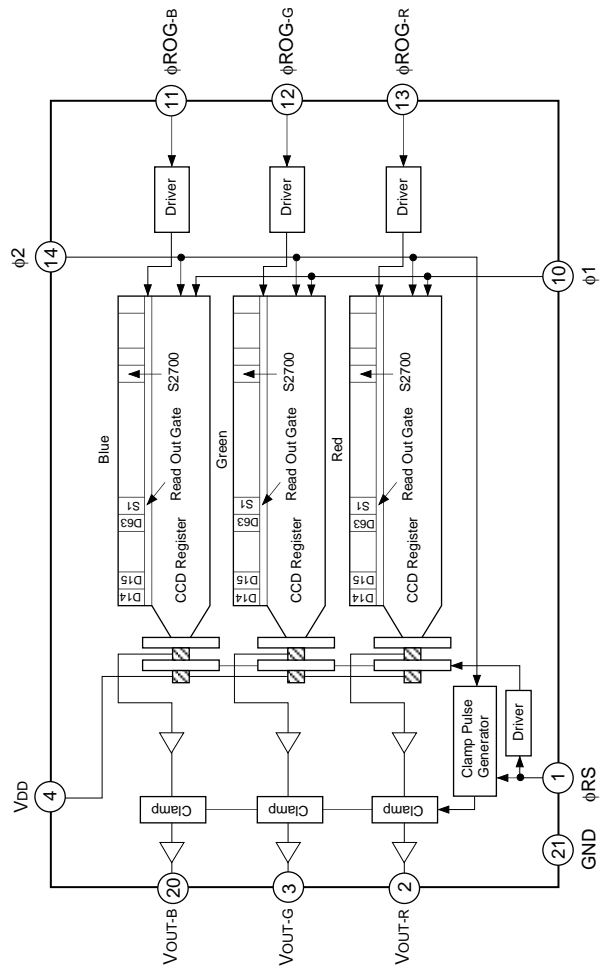 φROG-B
φROG-G
φROG-R
11
12
13
Driver
Driver
Driver
φ2
14
10
φ1
Blue
D14
D15
D63
S1
S2700
Read Out Gate
CCD Register
Green
D14
D15
D63
S1
S2700
Read Out Gate
CCD Register
Red
D14
D15
D63
S1
S2700
Read Out Gate
CCD Register
VDD
4
Clamp
Clamp
Clamp
Clamp Pulse
Generator
Driver
1
φRS
21
GND
20
3
2
VOUT-B
VOUT-G
VOUT-R